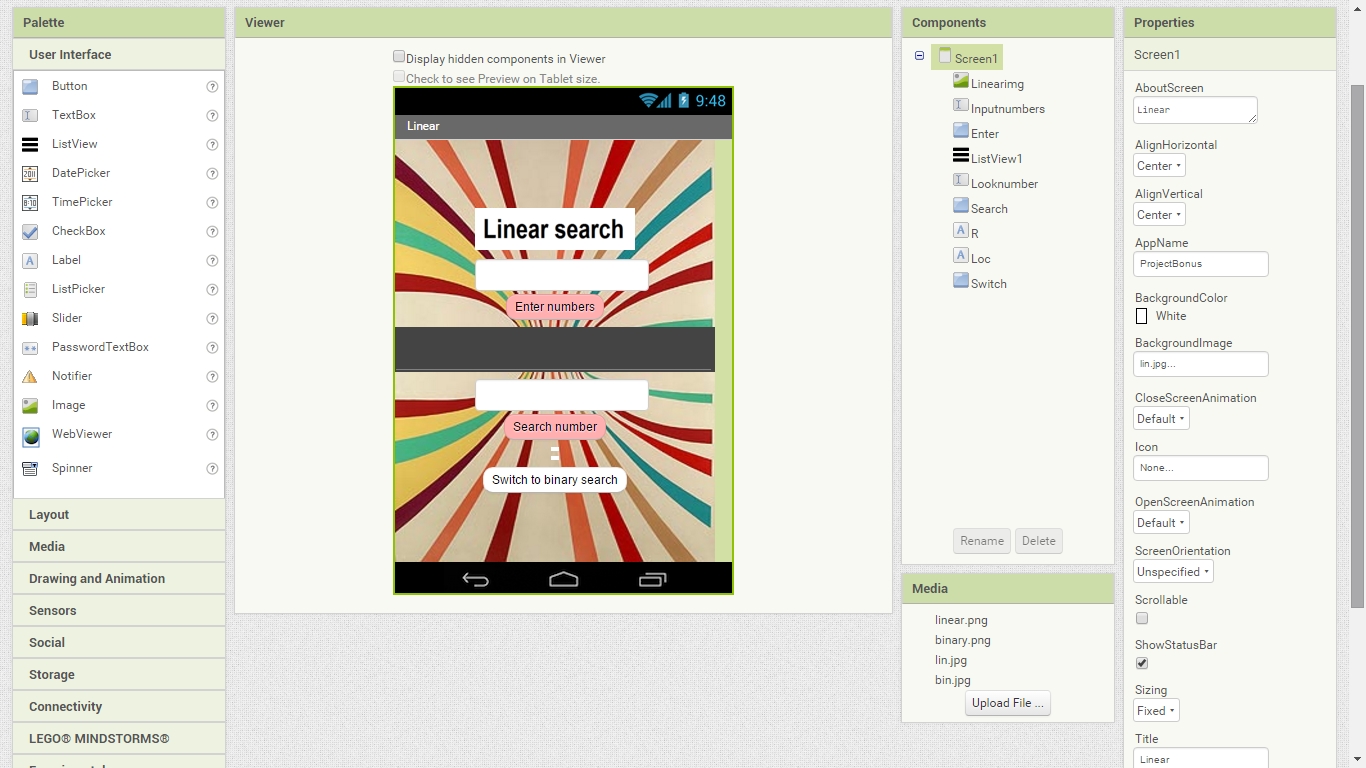 Palette
User Interface
Button
TextBox
ListView
DatePicker
TimePicker
CheckBox
Label
ListPicker
Slider
PasswordTextBox
Notifier
Image
WebViewer
Spinner
Layout
Media
Drawing and Animation
Sensors
Social
Storage
Connectivity
LEGO® MINDSTORMS®
Viewer
Display hidden components in Viewer
Check to see Preview on Tablet size.
9:48
Linear
Linear search
Enter numbers
Search number
Switch to binary search
Components
Screen1
Linearimg
Inputnumbers
Enter
ListView1
Looknumber
Search
R
Loc
Switch
Rename Delete
Media
linear.png
binary.png
lin.jpg
bin.jpg
Upload File ...
Properties
Screen1
AboutScreen
Linear
AlignHorizontal
Center
AlignVertical
Center
AppName
ProjectBonus
BackgroundColor
White
BackgroundImage
lin.jpg...
CloseScreenAnimation
Default
Icon
None...
OpenScreenAnimation
Default
ScreenOrientation
Unspecified
Scrollable
ShowStatusBar
Sizing
Fixed
Title
Linear